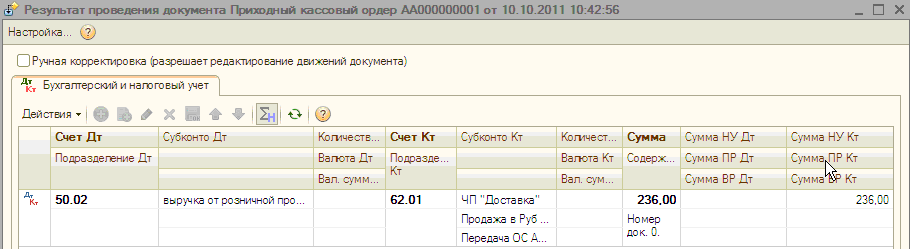 Результат проведения документа Приходный кассовый ордер АА000000001 от 10.10.2011 10:42:56
Настройка...
Ручная корректировка (разрешает редактирование движений документа)
Бухгалтерский и налоговый учет
Действия
Счет Дт Субконто Дт Количеств... Счет Кт Субконто Кт Количест... Сумма Сумма НУ Дт Сумма НУ Кт
Подразделение Дт Валюта Дт Подразде... Кт Валюта Кт Содерж... Сумма ПР Дт Сумма ПР Кт
Вал. сумм... Вал. сум... Сумма ВР Дт Сумма ВР Кт
Дт Кт 50.02 выручка от розничной про... 62.01 ЧП "Доставка" 236,00 236,00
Продажа в Руб ... Номер док. 0.
Передача ОС А...